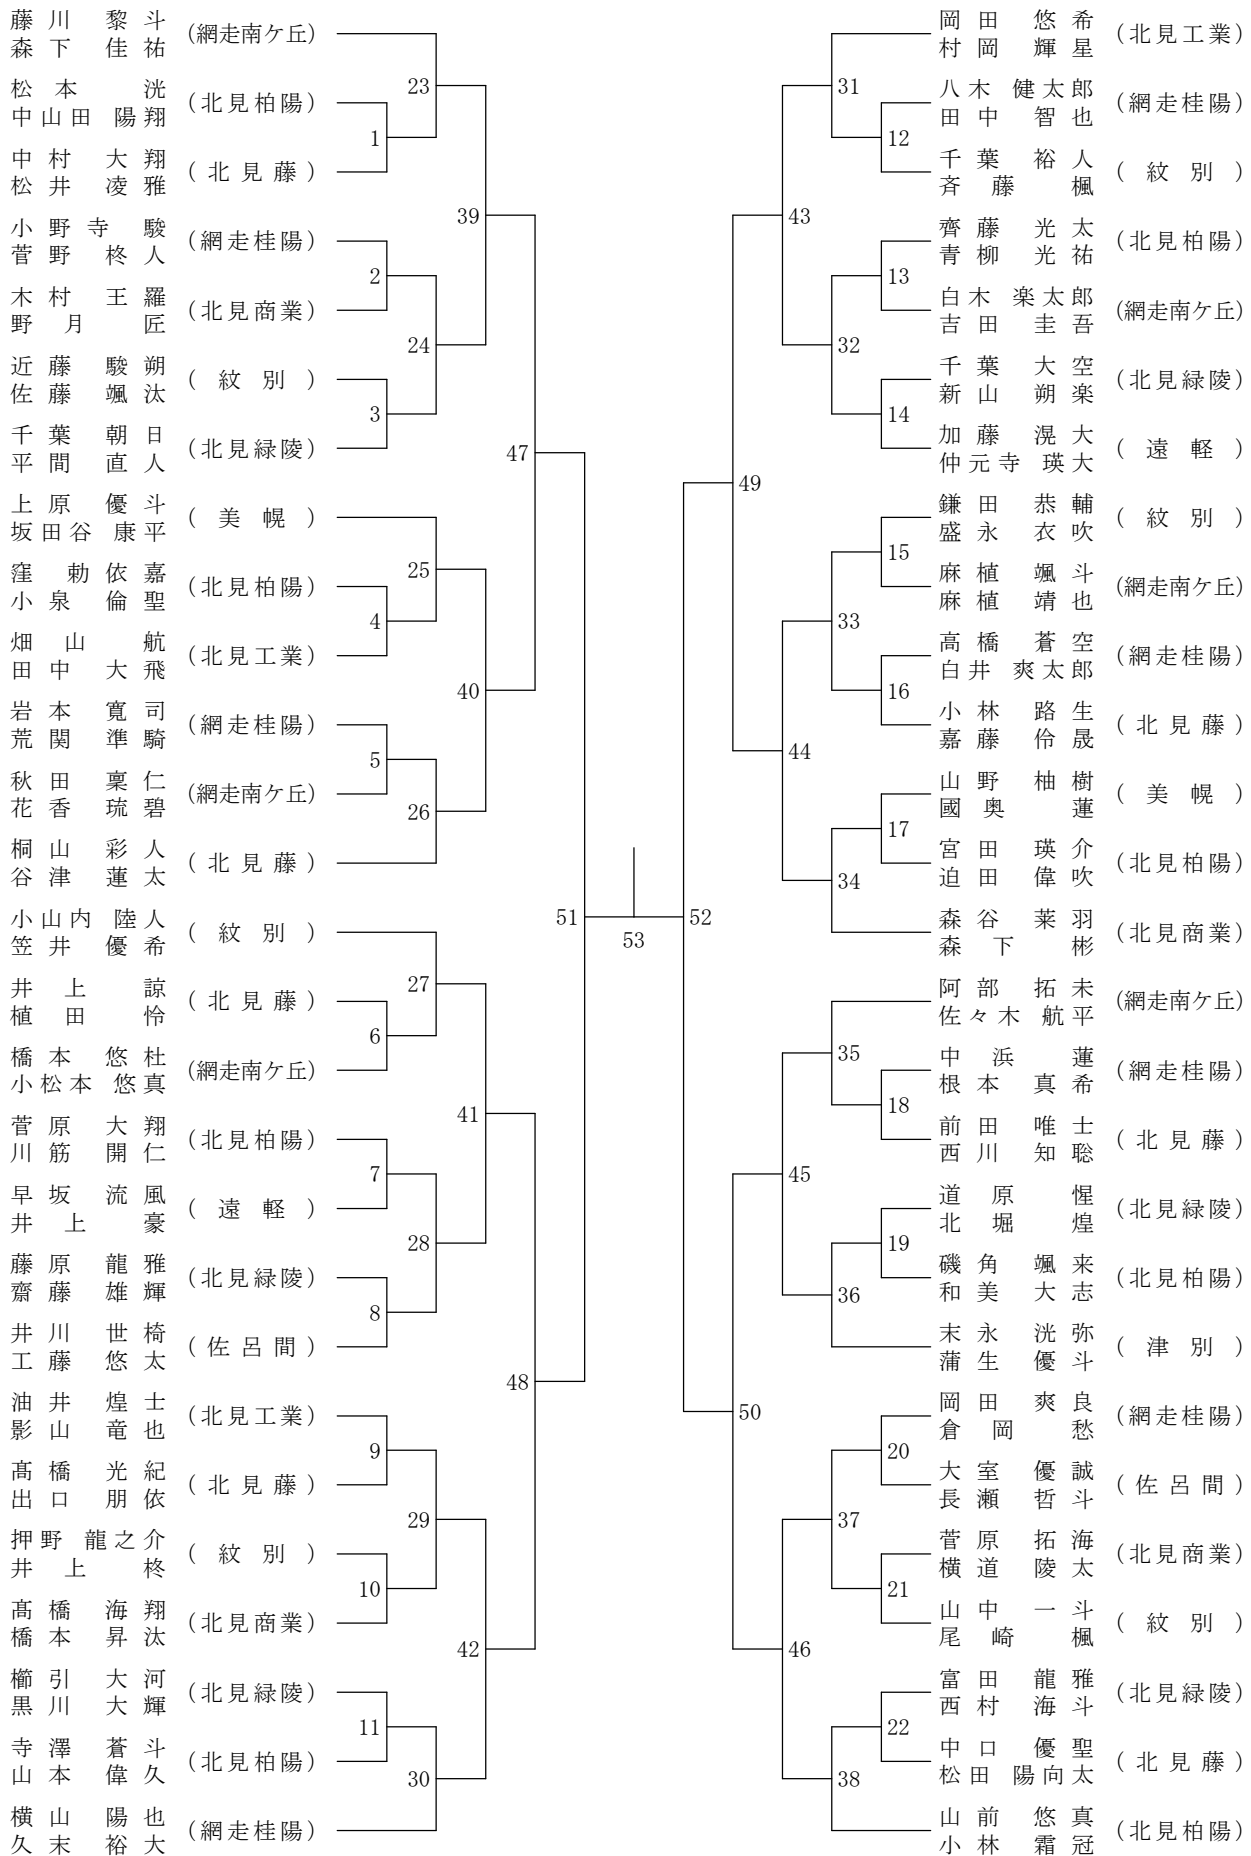 藤川 黎斗
森下 佳祐
(網走南ケ丘)
松本 洸
中山田 陽翔
(北見柏陽)
中村 大翔
松井 凌雅
(北見藤)
小野寺 駿
菅野 柊人
(網走桂陽)
木村 王羅
野月 匠
(北見商業)
近藤 駿朔
佐藤 颯汰
(紋別)
千葉 朝日
平間 直人
(北見緑陵)
上原 優斗
坂田谷 康平
(美幌)
窪 勅依嘉
小泉 倫聖
(北見柏陽)
畑山 航
田中 大飛
(北見工業)
岩本 寛司
荒関 準騎
(網走桂陽)
秋田 稟仁
花香 琉碧
(網走南ケ丘)
桐山 彩人
谷津 蓮太
(北見藤)
小山内 陸人
笠井 優希
(紋別)
井上 諒
植田 怜
(北見藤)
橋本 悠杜
小松本 悠真
(網走南ケ丘)
菅原 大翔
川筋 開仁
(北見柏陽)
早坂 流風
井上 豪
(遠軽)
藤原 龍雅
齋藤 雄輝
(北見緑陵)
井川 世椅
工藤 悠太
(佐呂間)
油井 煌士
影山 竜也
(北見工業)
髙橋 光紀
出口 朋依
(北見藤)
押野 龍之介
井上 柊
(紋別)
髙橋 海翔
橋本 昇汰
(北見商業)
櫛引 大河
黒川 大輝
(北見緑陵)
寺澤 蒼斗
山本 偉久
(北見柏陽)
横山 陽也
久末 裕大
(網走桂陽)
1
2
3
4
5
6
7
8
9
10
11
23
24
25
26
27
28
29
30
39
40
41
42
47
48
51
53
52
49
50
43
44
45
46
31
32
33
34
35
36
37
38
12
13
14
15
16
17
18
19
20
21
22
岡田 悠希
村岡 輝星
(北見工業)
八木 健太郎
田中 智也
(網走桂陽)
千葉 裕人
斉藤 楓
(紋別)
齊藤 光太
青柳 光祐
(北見柏陽)
白木 楽太郎
吉田 圭吾
(網走南ケ丘)
千葉 大空
新山 朔楽
(北見緑陵)
加藤 滉大
仲元寺 瑛大
(遠軽)
鎌田 恭輔
盛永 衣吹
(紋別)
麻植 颯斗
麻植 靖也
(網走南ケ丘)
高橋 蒼空
白井 爽太郎
(網走桂陽)
小林 路生
嘉藤 伶晟
(北見藤)
山野 柚樹
國奥 蓮
(美幌)
宮田 瑛介
迫田 偉吹
(北見柏陽)
森谷 茉羽
森下 彬
(北見商業)
阿部 拓未
佐々木 航平
(網走南ケ丘)
中浜 蓮
根本 真希
(網走桂陽)
前田 唯士
西川 知聡
(北見藤)
道原 惺
北堀 煌
(北見緑陵)
磯角 颯来
和美 大志
(北見柏陽)
末永 洸弥
蒲生 優斗
(津別)
岡田 爽良
倉岡 愁
(網走桂陽)
大室 優誠
長瀬 哲斗
(佐呂間)
菅原 拓海
横道 陵太
(北見商業)
山中 一斗
尾崎 楓
(紋別)
富田 龍雅
西村 海斗
(北見緑陵)
中口 優聖
松田 陽向太
(北見藤)
山前 悠真
小林 霜冠
(北見柏陽)